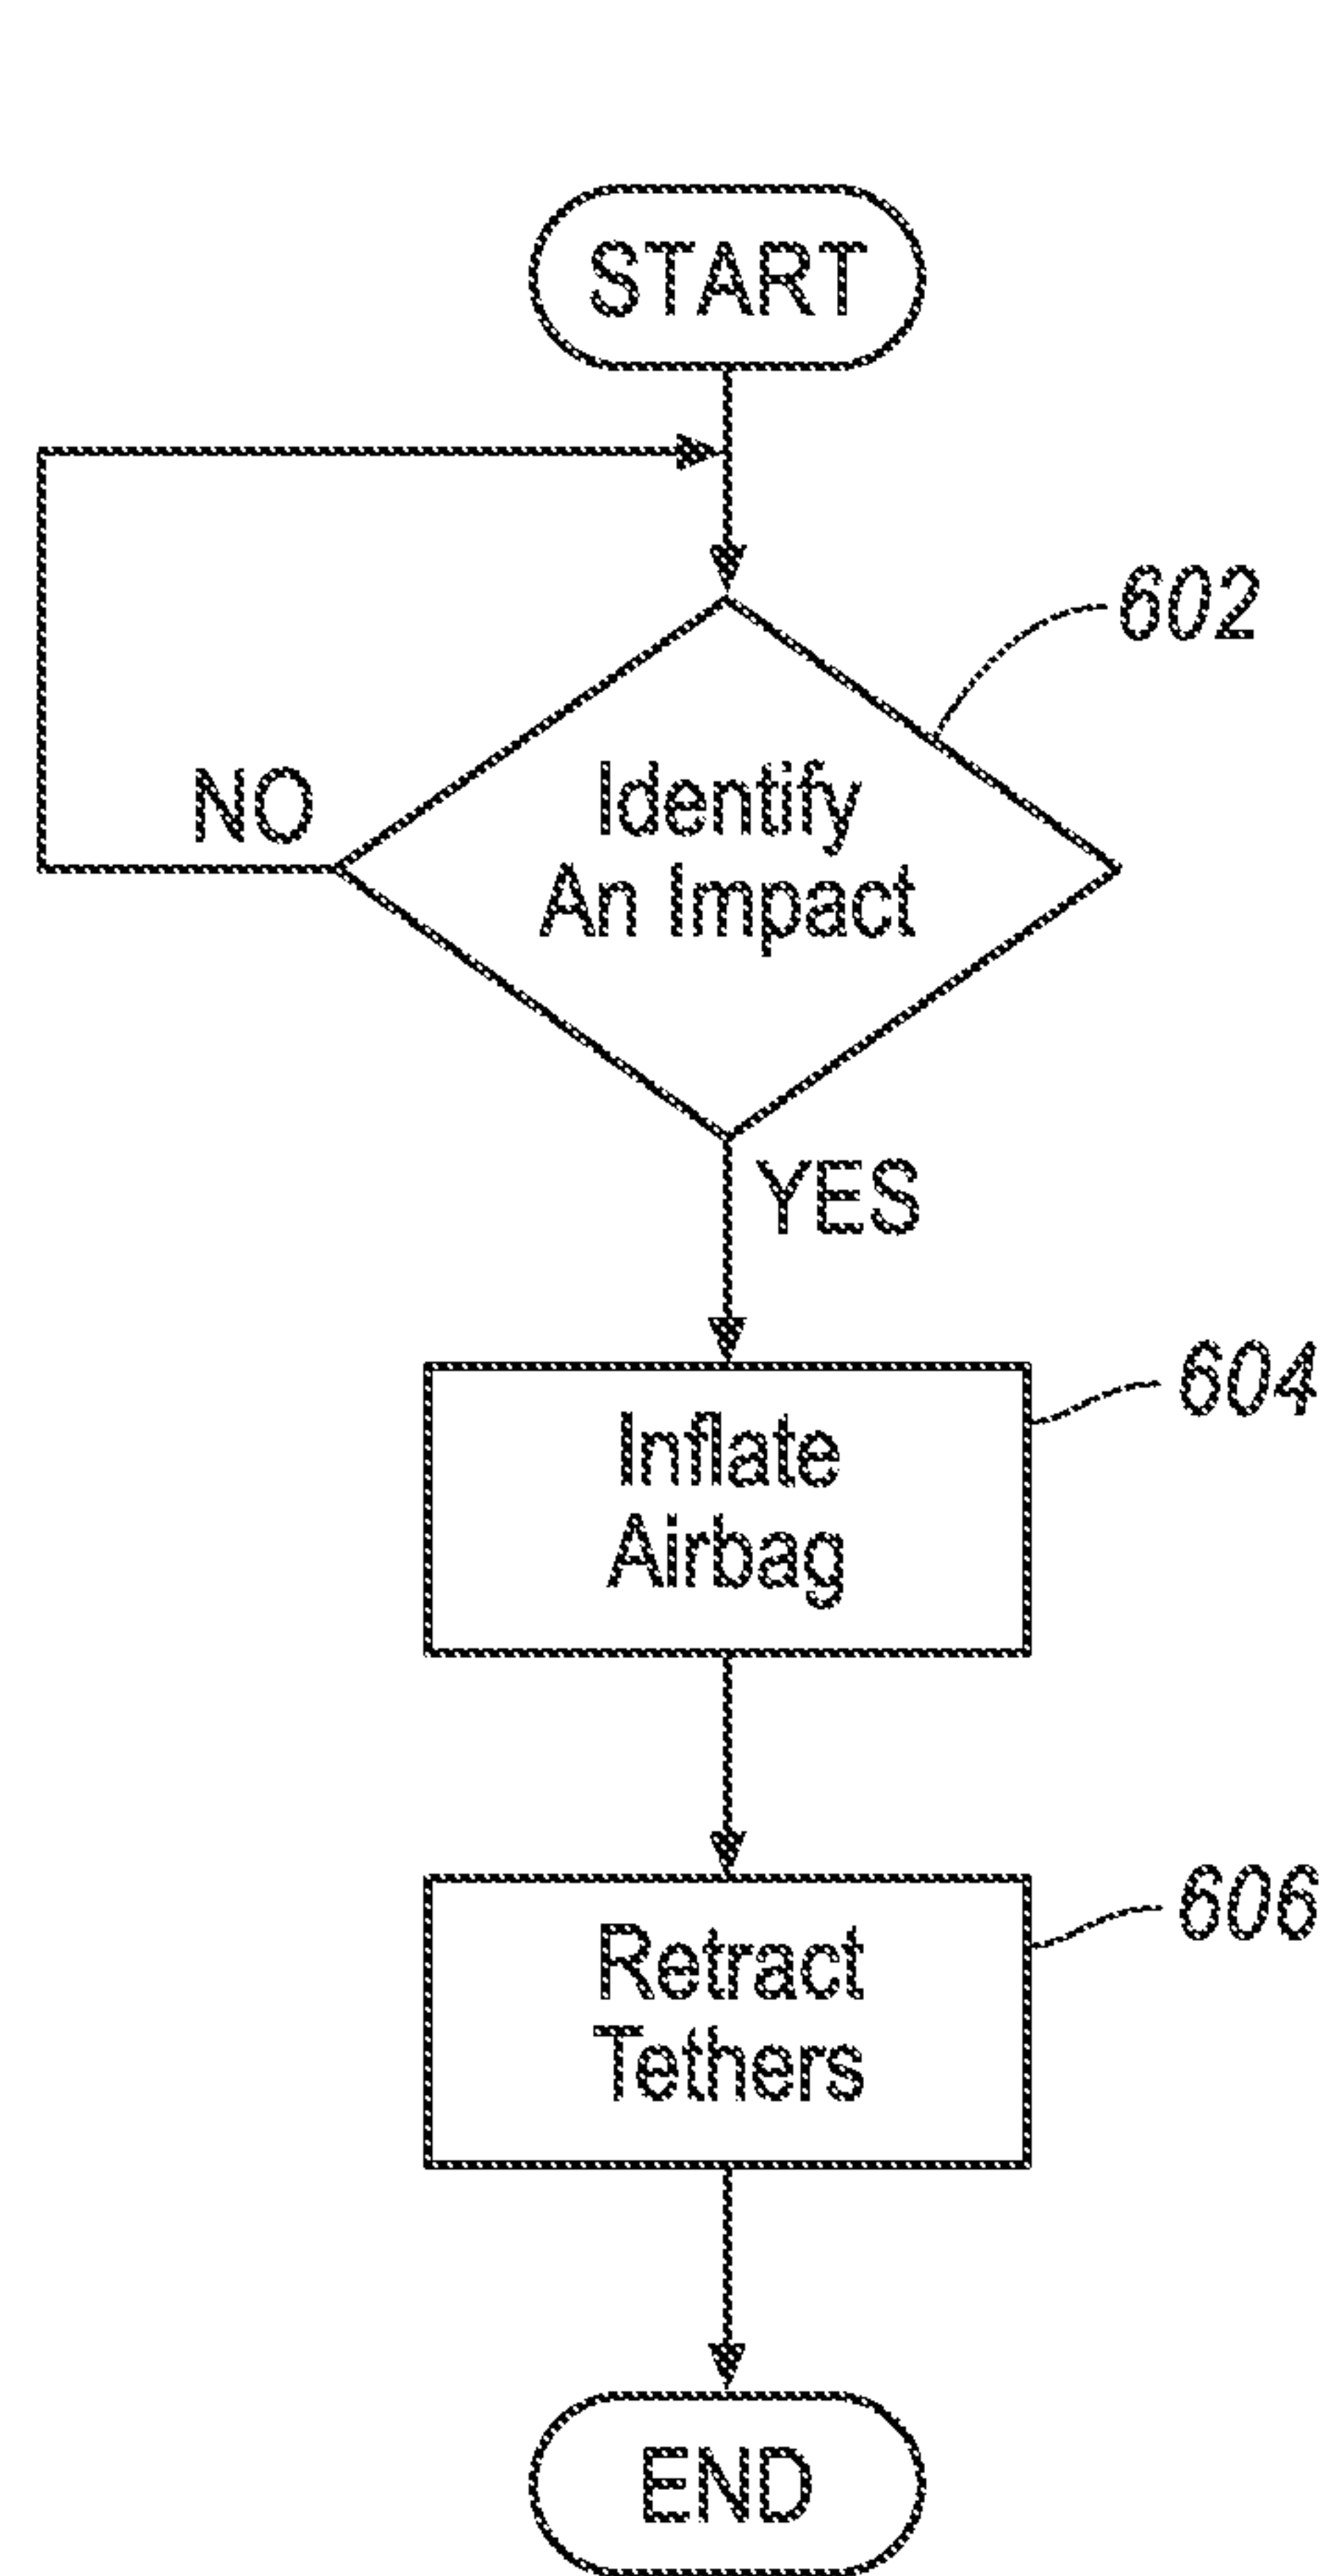 START
602
NO
Identify
An Impact
YES
604
Inflate
Airbag
606
Retract
Tethers
END